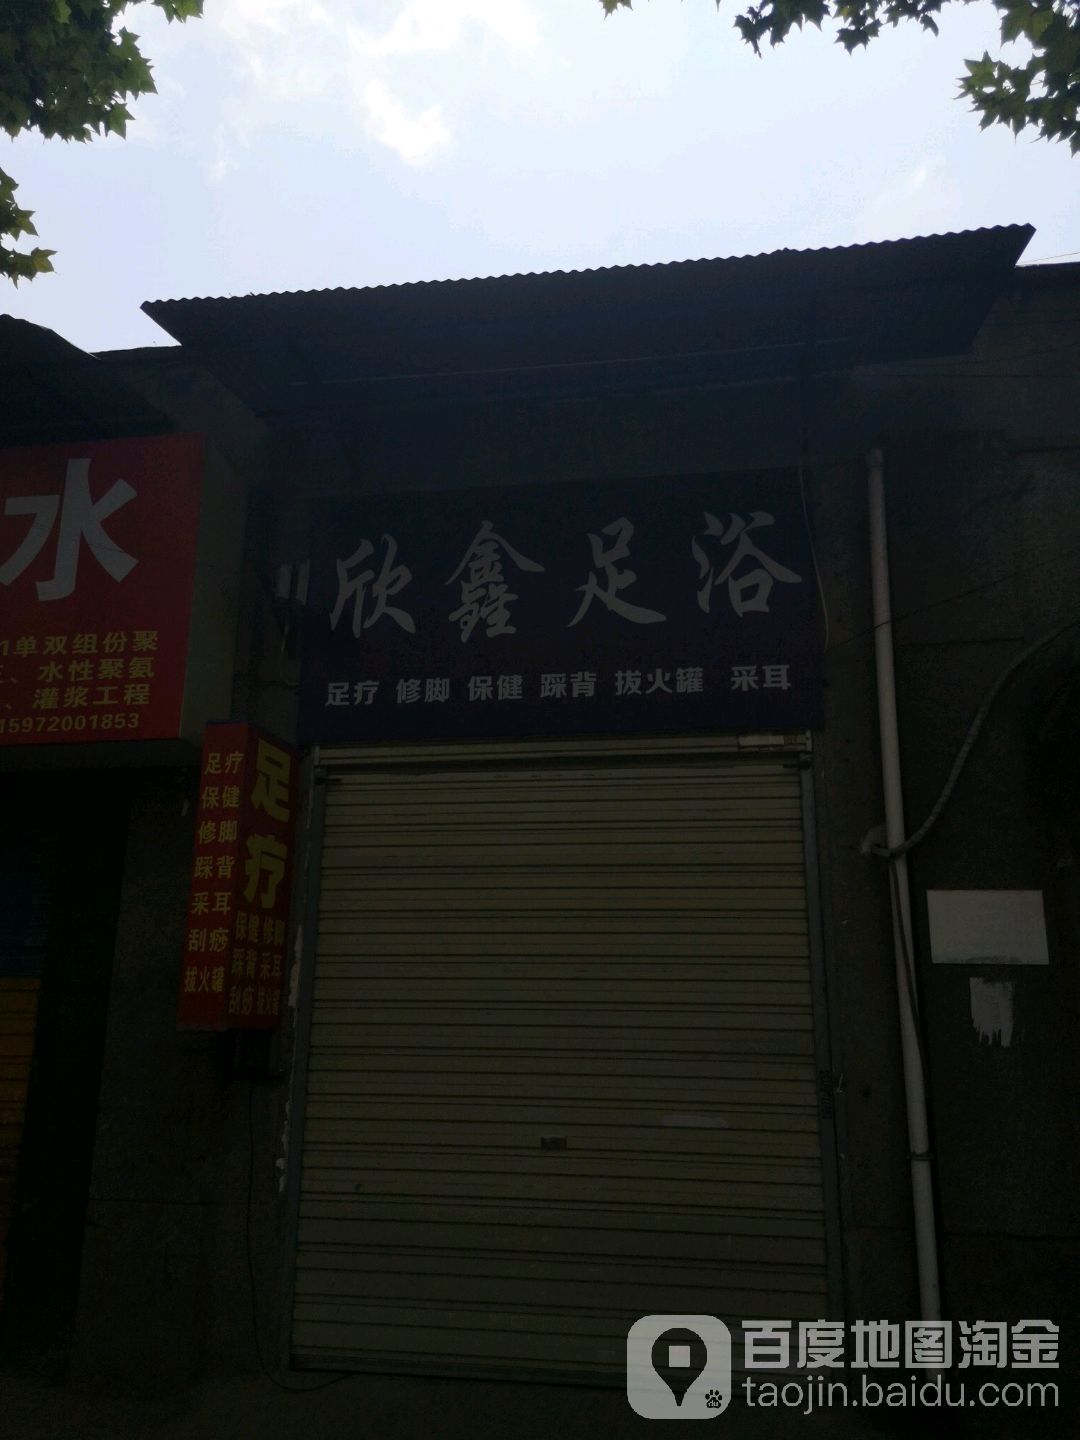 水
1单双组份聚
、水性聚氨
、灌浆工程
15972001853
欣鑫足浴
足疗 修脚 保健 踩背 拔火罐 采耳
足疗
保健
修脚
踩背
采耳
刮痧
拔火罐
足疗
保健 修脚
踩背 采耳
刮痧 拔火罐
百度地图淘金
taojin.baidu.com